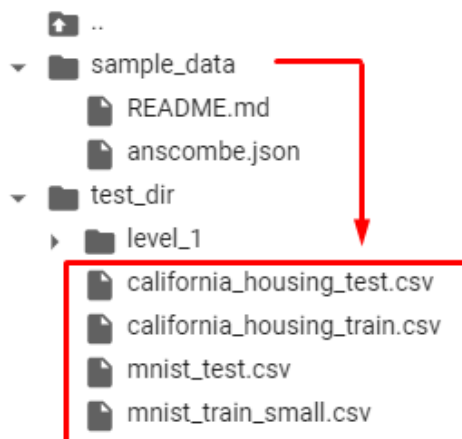 ..
sample_data
README.md
anscombe.json
test_dir
level_1
california_housing_test.csv
california_housing_train.csv
mnist_test.csv
mnist_train_small.csv